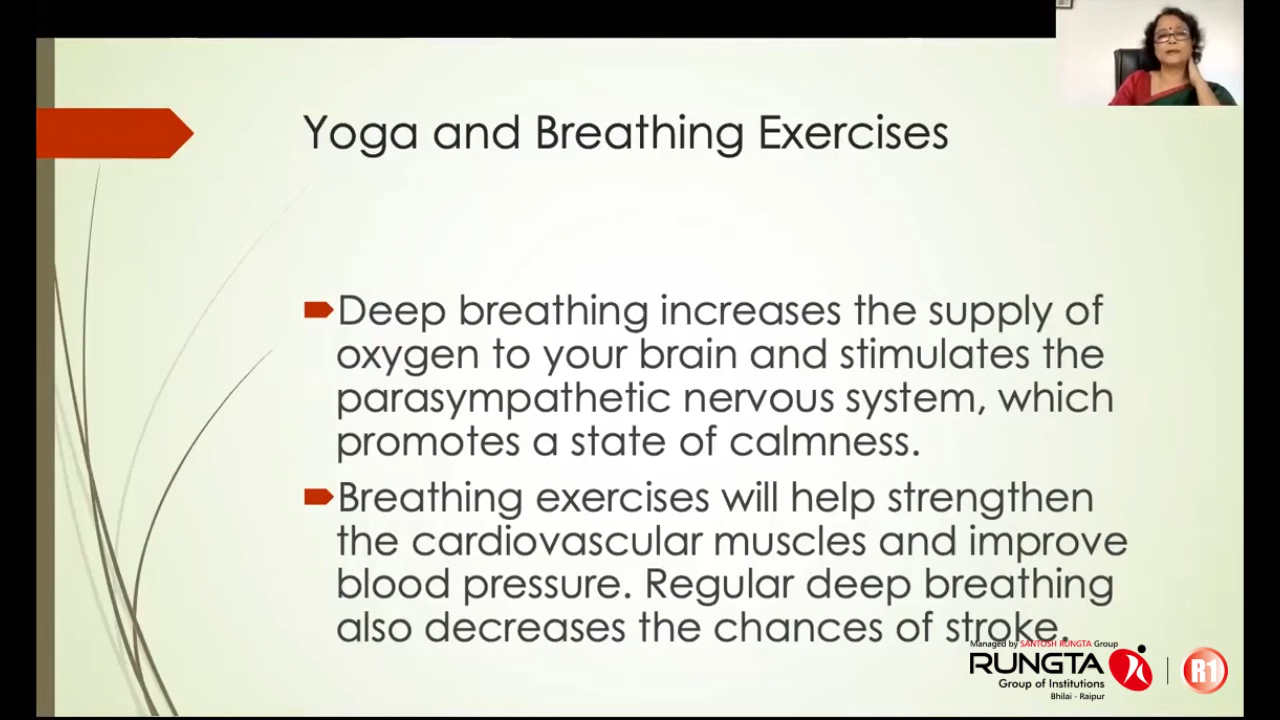 Yoga and Breathing Exercises
Deep breathing increases the supply of
oxygen to your brain and stimulates the
parasympathetic nervous system, which
promotes a state of calmness.
Breathing exercises will help strengthen
the cardiovascular muscles and improve
blood pressure. Regular deep breathing
also decreases the chances of stroke.
Managed by SANTOSH RUNGTA Group
RUNGTA
Group of Institutions
Bhilai - Raipur
R1